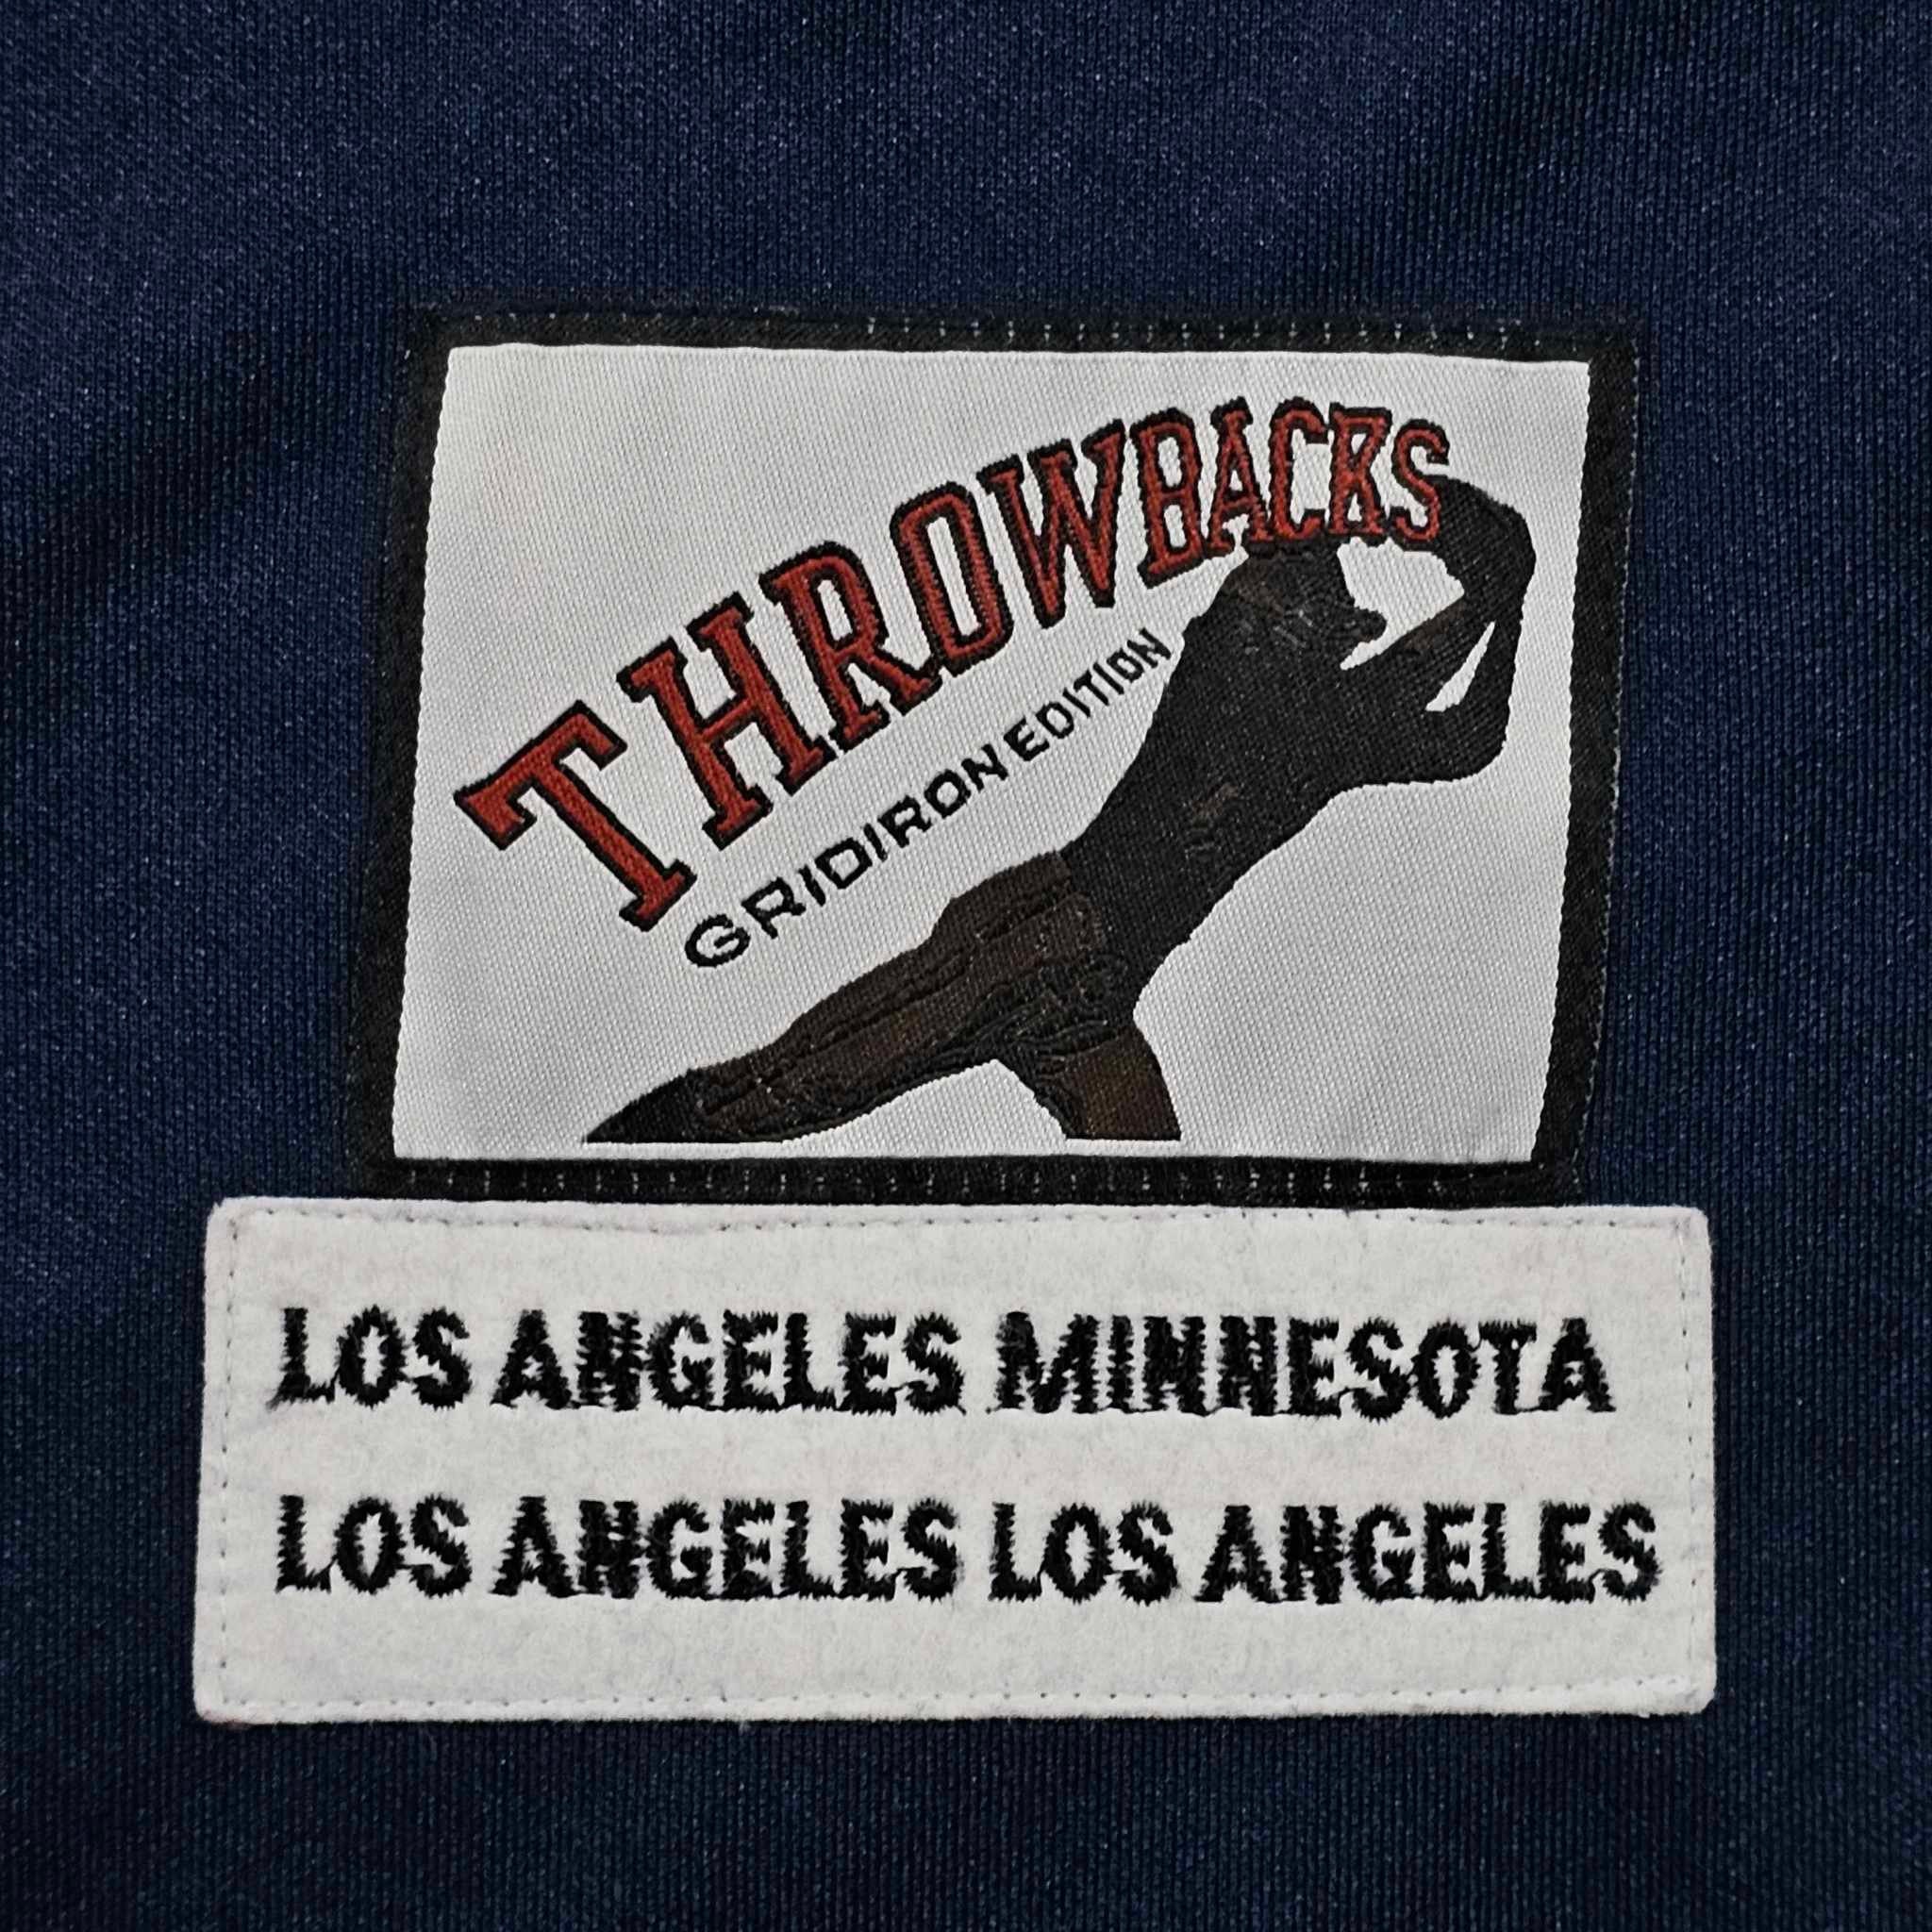 THROWBACKS
GRIDIRON EDITION
LOS ANGELES MINNESOTA
LOS ANGELES LOS ANGELES